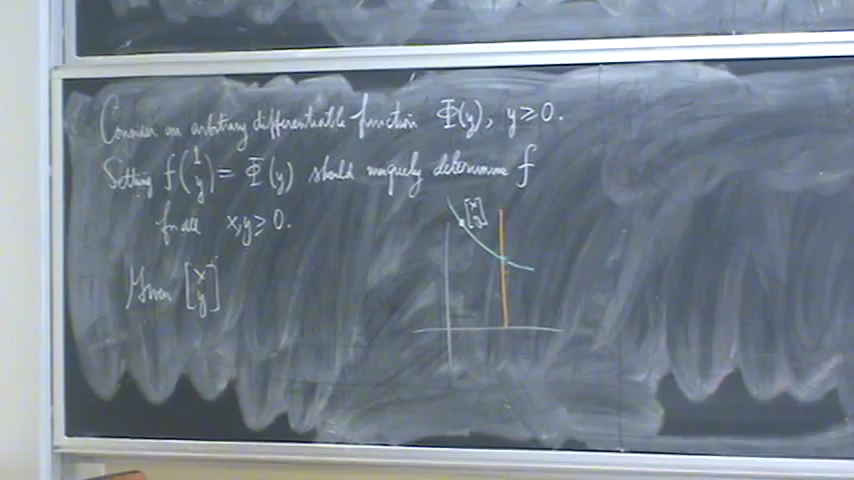 Consider an arbitrary differentiable function Φ(y), y ≥ 0.
Setting f(1 y) = Φ(y) should uniquely determine f
for all x, y ≥ 0.
[x y]
Given [x y]